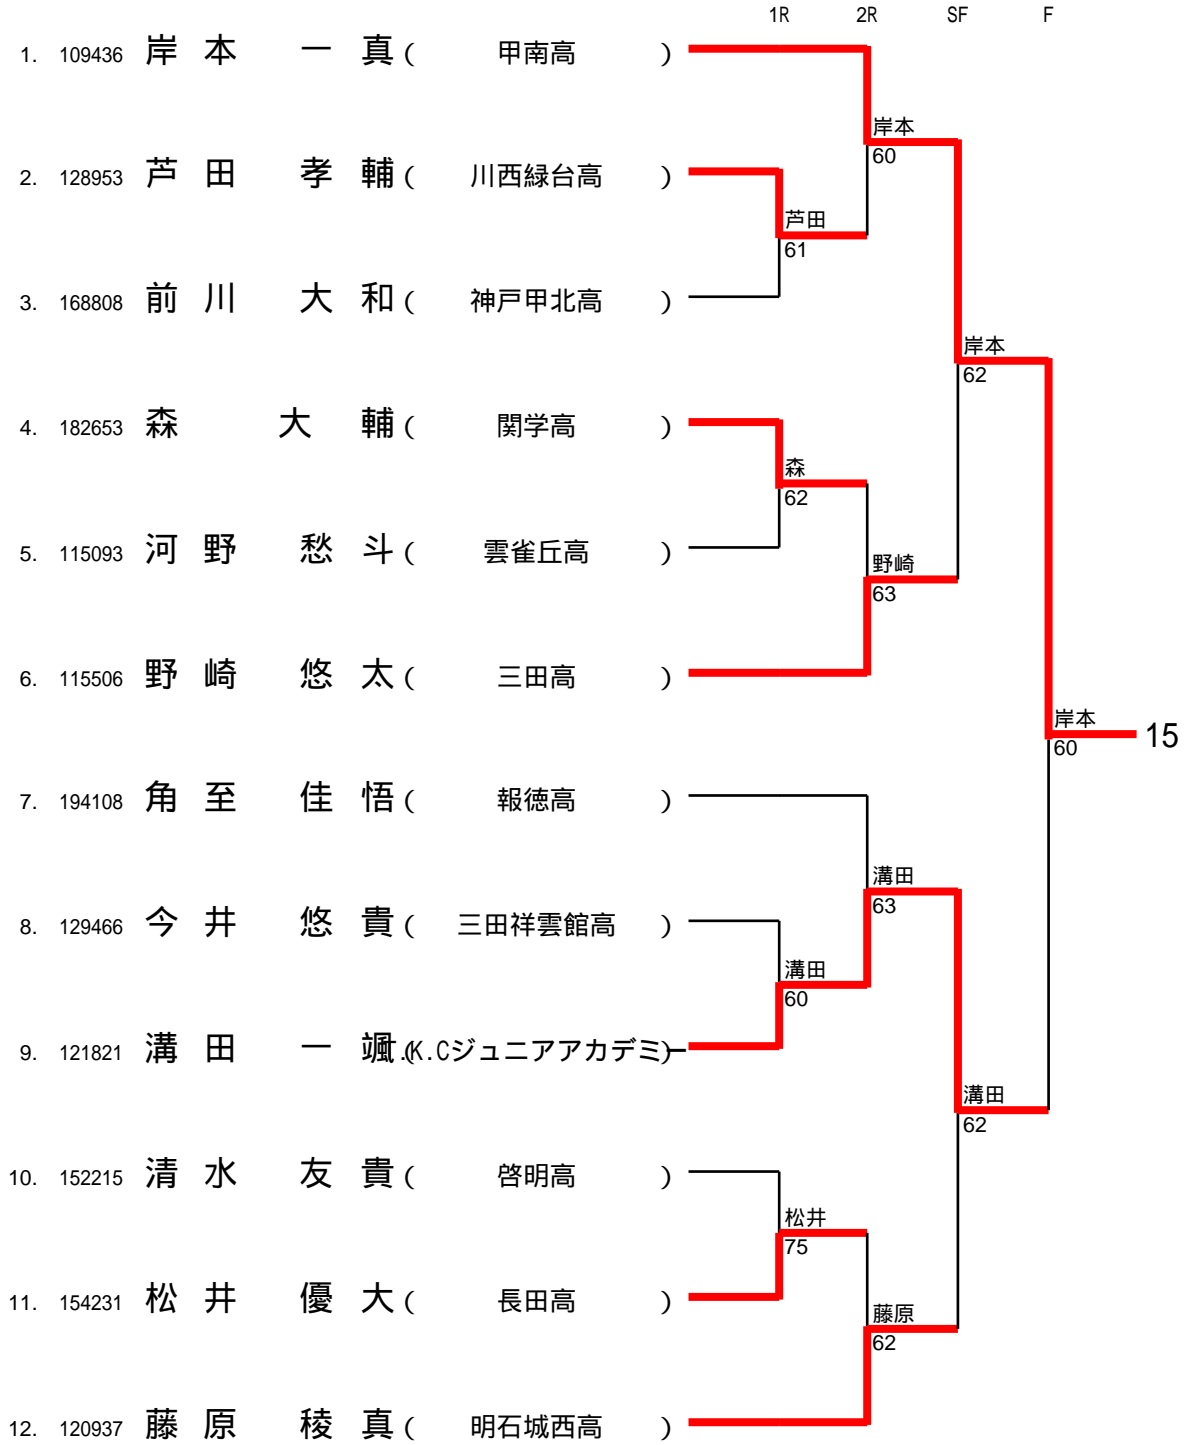 1R 2R SF F
1. 109436 岸 本 一 真 ( 甲南高 )
岸本
60
2. 128953 芦 田 孝 輔 ( 川西緑台高 )
芦田
61
3. 168808 前 川 大 和 ( 神戸甲北高 )
岸本
62
4. 182653 森 大 輔 ( 関学高 )
森
62
5. 115093 河 野 愁 斗 ( 雲雀丘高 )
野崎
63
6. 115506 野 崎 悠 太 ( 三田高 )
岸本
60
15
7. 194108 角 至 佳 悟 ( 報徳高 )
溝田
63
8. 129466 今 井 悠 貴 ( 三田祥雲館高 )
溝田
60
9. 121821 溝 田 一 颯 (.K.Cジュニアアカデミー)
溝田
62
10. 152215 清 水 友 貴 ( 啓明高 )
松井
75
11. 154231 松 井 優 大 ( 長田高 )
藤原
62
12. 120937 藤 原 稜 真 ( 明石城西高 )